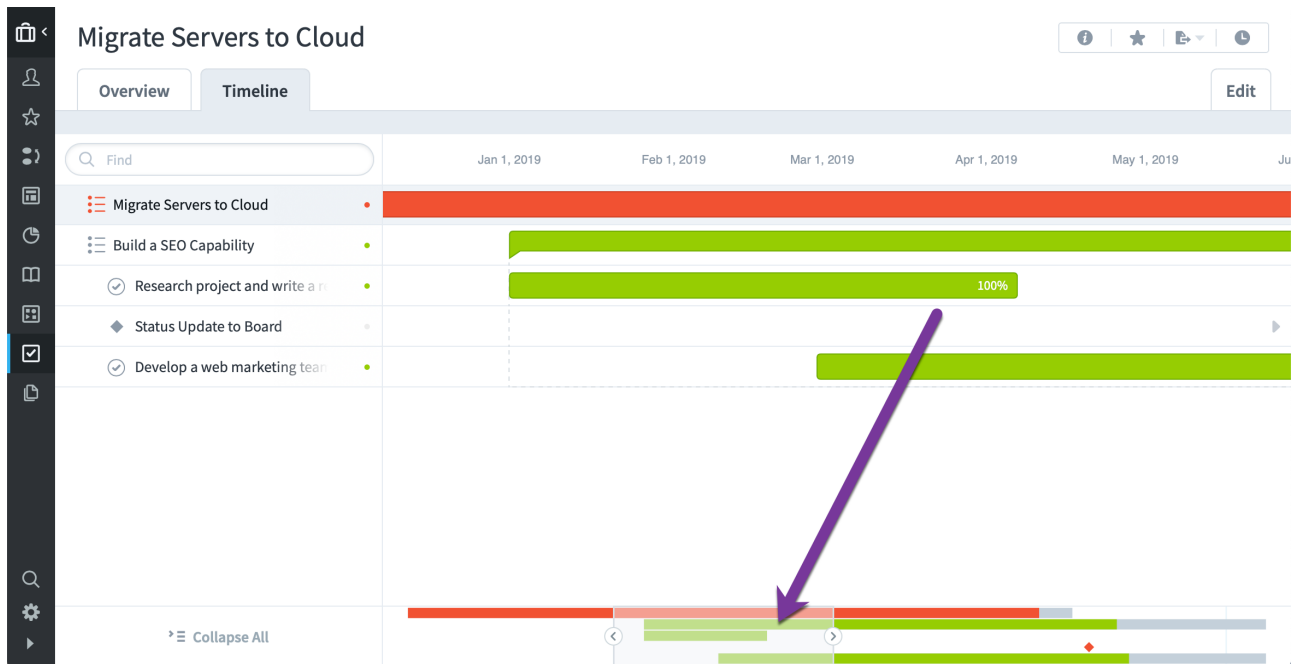 Migrate Servers to Cloud
Overview
Timeline
Edit
Find
Jan 1, 2019
Feb 1, 2019
Mar 1, 2019
Apr 1, 2019
May 1, 2019
Ju
Migrate Servers to Cloud
Build a SEO Capability
Research project and write a
100%
Status Update to Board
Develop a web marketing team
Collapse All